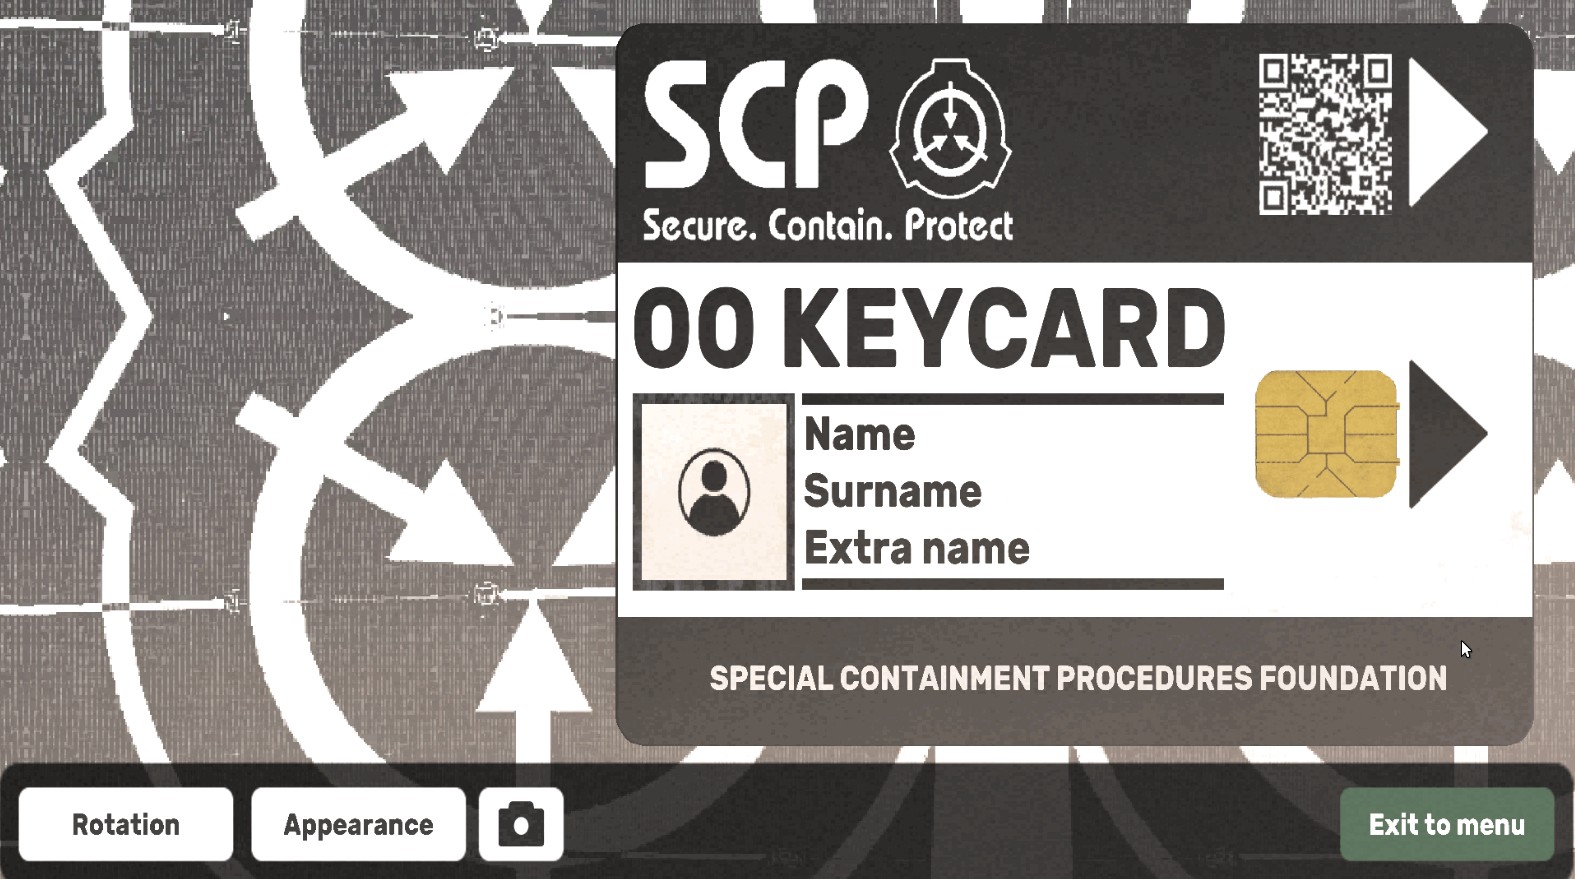 SCP
Secure. Contain. Protect
00 KEYCARD
Name
Surname
Extra name
SPECIAL CONTAINMENT PROCEDURES FOUNDATION
Rotation
Appearance
Exit to menu